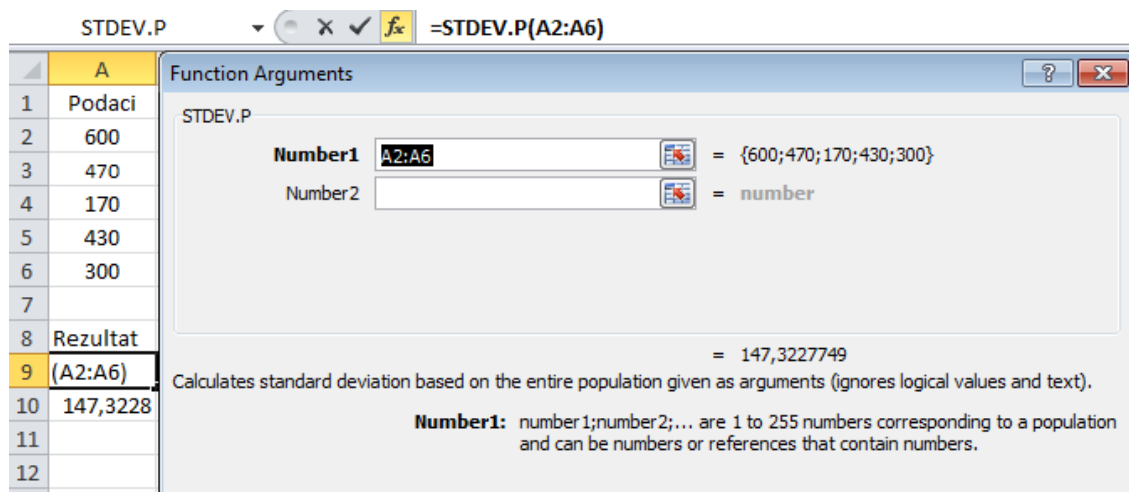 STDEV.P fx =STDEV.P(A2:A6)
A
Function Arguments
1 Podaci
STDEV.P
2 600
Number1 A2:A6 = {600;470;170;430;300}
3 470
Number2 = number
4 170
5 430
6 300
7
8 Rezultat
= 147,3227749
9 (A2:A6)
Calculates standard deviation based on the entire population given as arguments (ignores logical values and text).
10 147,3228
Number1: number1;number2;... are 1 to 255 numbers corresponding to a population
11
and can be numbers or references that contain numbers.
12